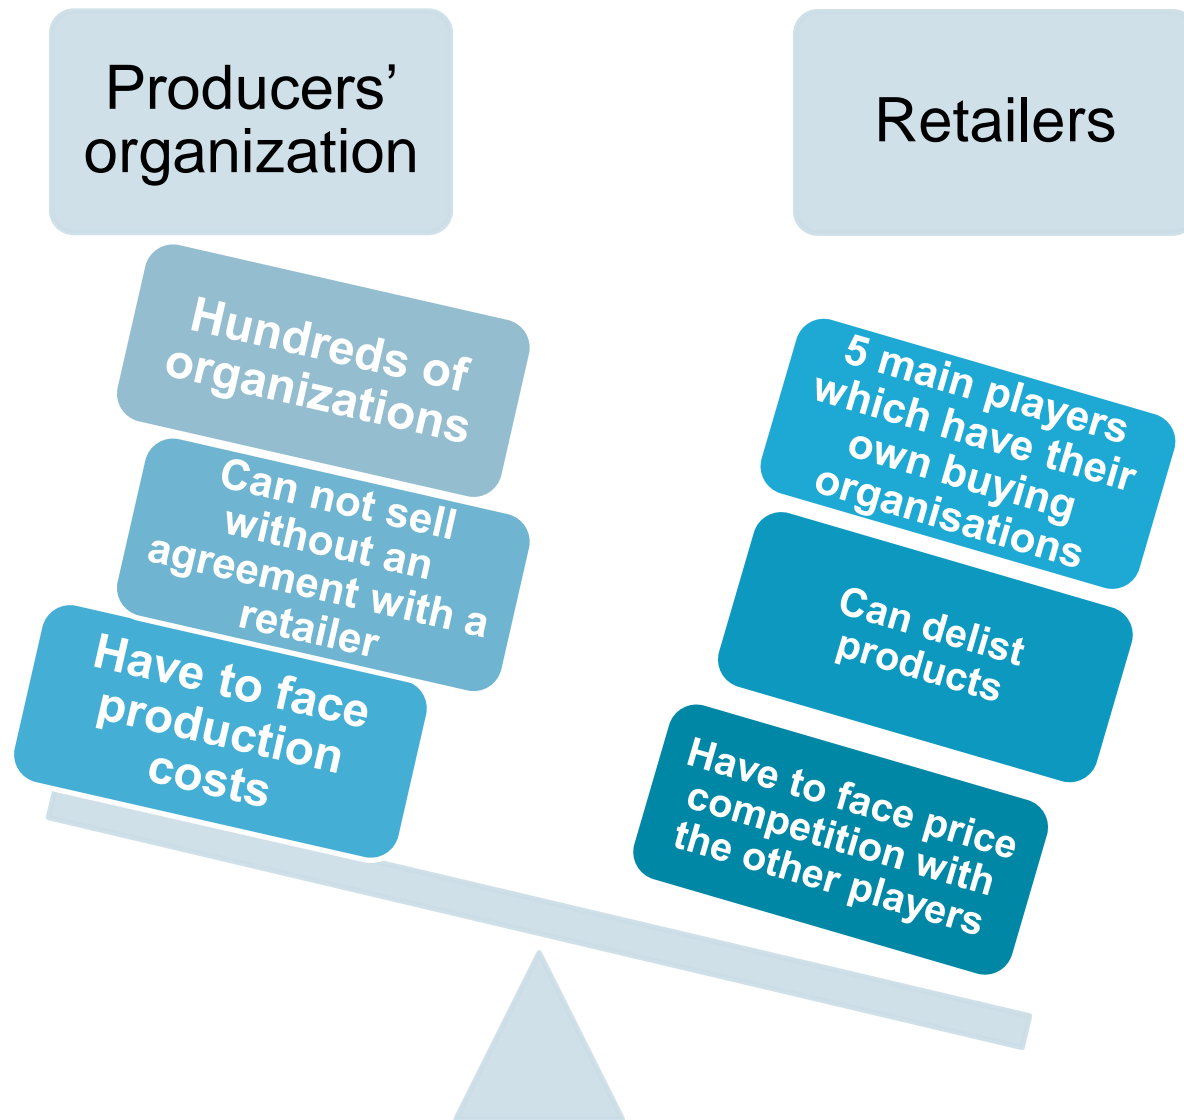 Producers’
organization
Retailers
Hundreds of
organizations
Can not sell
without an
agreement with a
retailer
Have to face
production
costs
5 main players
which have their
own buying
organisations
Can delist
products
Have to face price
competition with
the other players